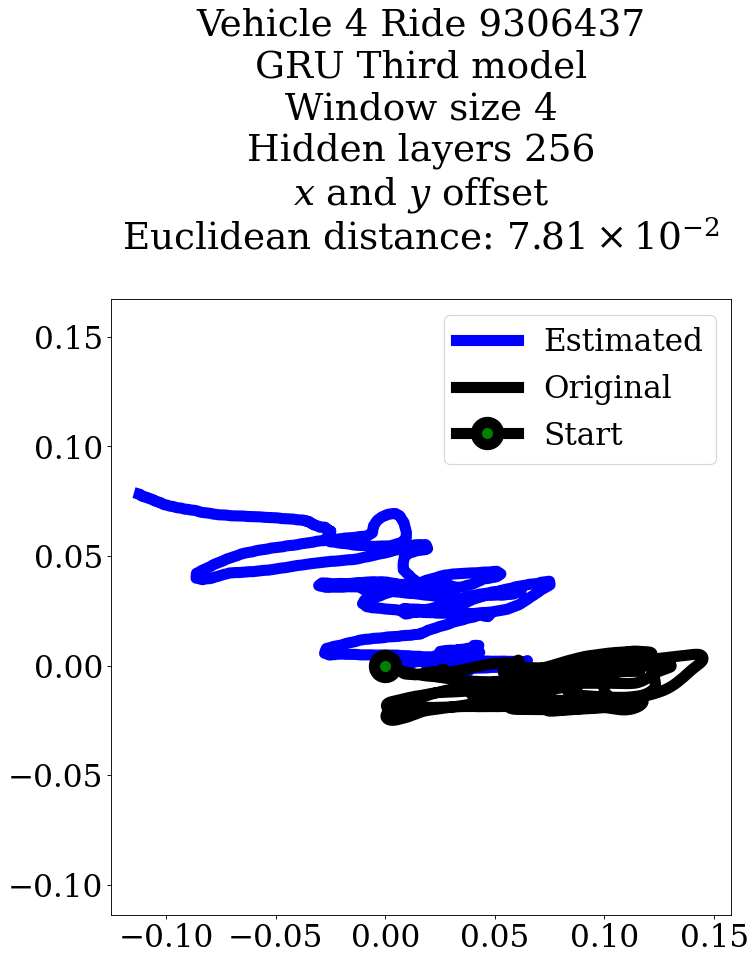 Vehicle 4 Ride 9306437
GRU Third model
Window size 4
Hidden layers 256
x and y offset
Euclidean distance: 7.81 × 10⁻²
Estimated
Original
Start
0.15
0.10
0.05
0.00
−0.05
−0.10
−0.10 −0.05 0.00 0.05 0.10 0.15